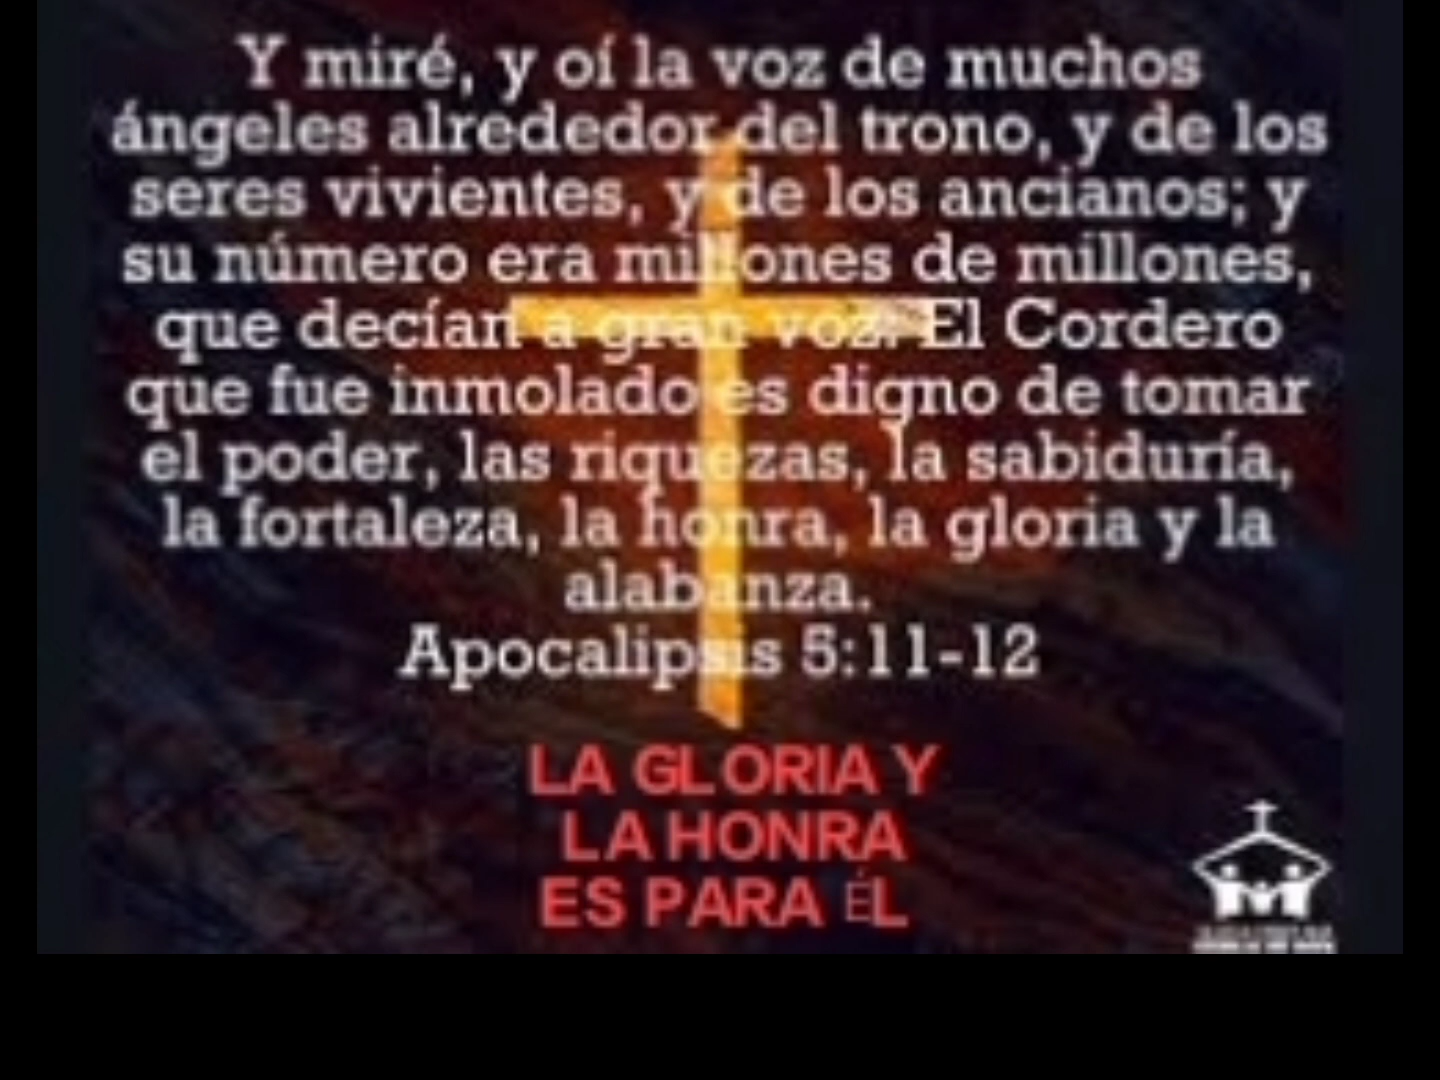 Y miré, y oí la voz de muchos
ángeles alrededor del trono, y de los
seres vivientes, y de los ancianos; y
su número era millones de millones,
que decían a gran voz: El Cordero
que fue inmolado es digno de tomar
el poder, las riquezas, la sabiduría,
la fortaleza, la honra, la gloria y la
alabanza.
Apocalipsis 5:11-12
LA GLORIA Y
LA HONRA
ES PARA ÉL